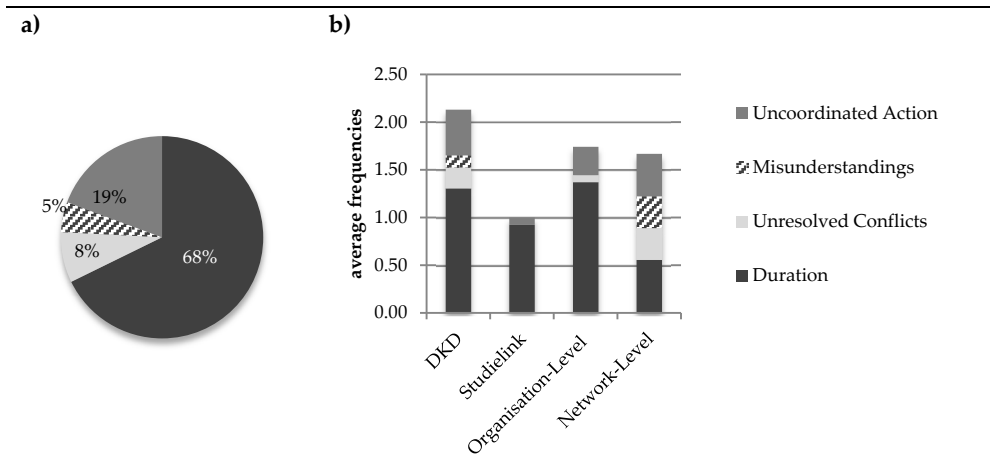 a)
19%
5%
8%
68%
b)
average frequencies
2.50
2.00
1.50
1.00
0.50
0.00
DKD
Studielink
Organisation-Level
Network-Level
Uncoordinated Action
Misunderstandings
Unresolved Conflicts
Duration